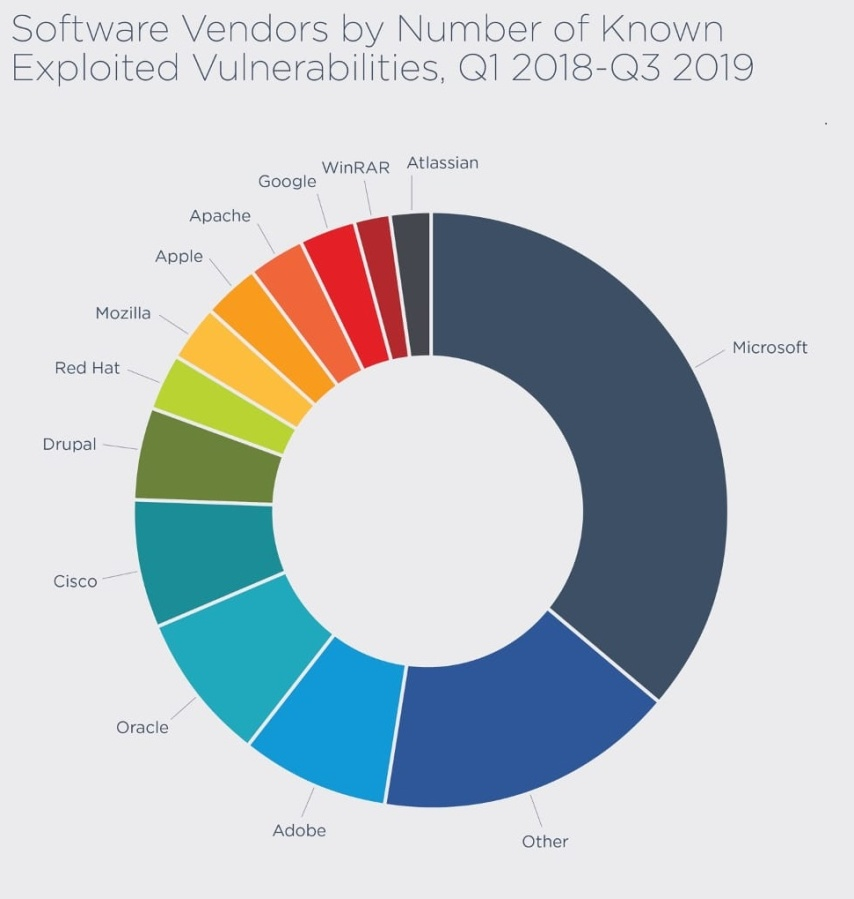 Software Vendors by Number of Known
Exploited Vulnerabilities, Q1 2018-Q3 2019
Atlassian
WinRAR
Google
Apache
Apple
Mozilla
Microsoft
Red Hat
Drupal
Cisco
Oracle
Adobe
Other